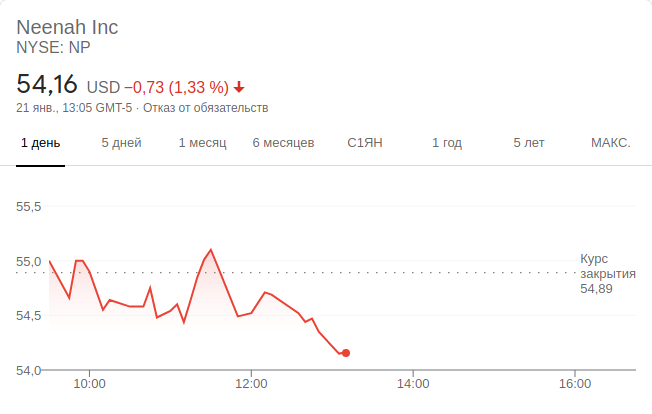 Neenah Inc
NYSE: NP
54,16 USD −0,73 (1,33 %)
21 янв., 13:05 GMT-5 · Отказ от обязательств
1 день 5 дней 1 месяц 6 месяцев С1ЯН 1 год 5 лет МАКС.
55,5
55,0
54,5
54,0
Курс
закрытия
54,89
10:00 12:00 14:00 16:00